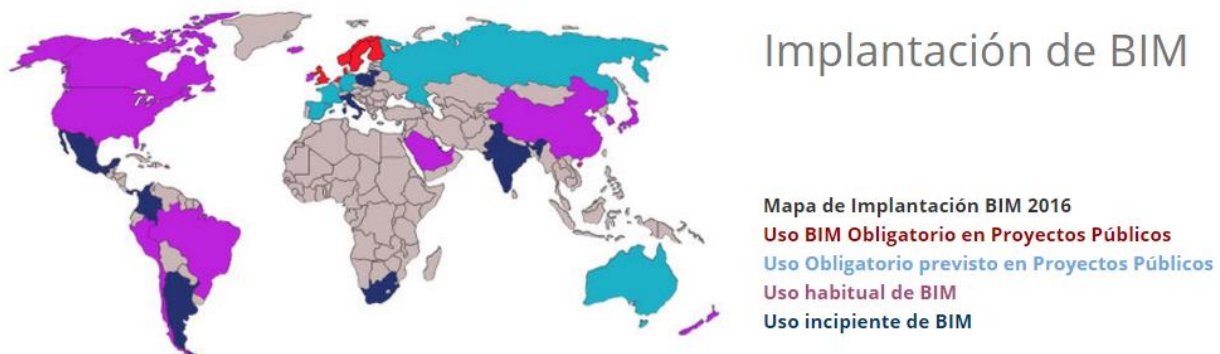 Implantación de BIM
Mapa de Implantación BIM 2016
Uso BIM Obligatorio en Proyectos Públicos
Uso Obligatorio previsto en Proyectos Públicos
Uso habitual de BIM
Uso incipiente de BIM